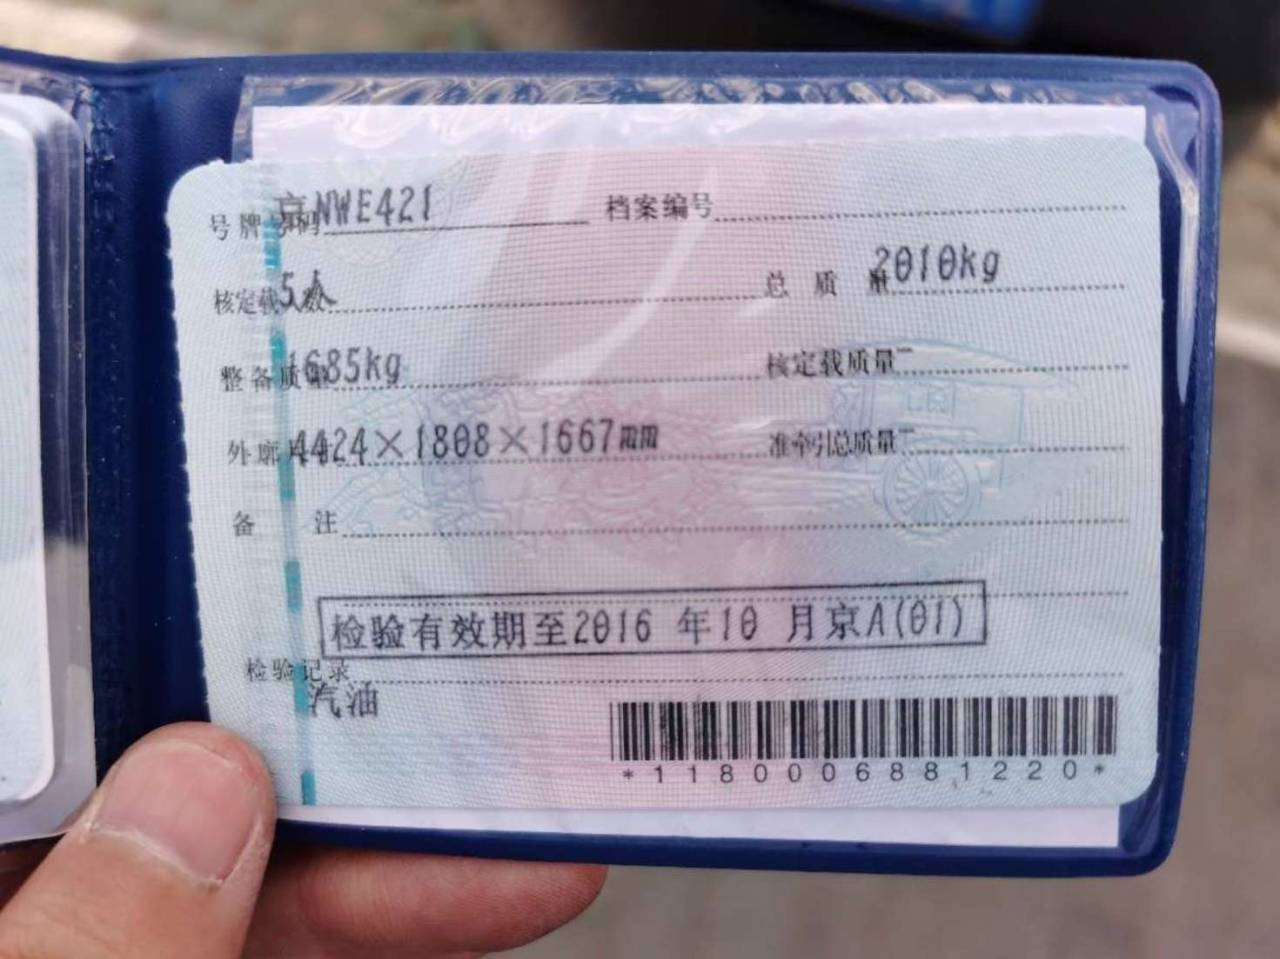 号牌号码 京NWE421 档案编号
核定载人数 5人 总质量 2010kg
整备质量 1685kg 核定载质量 --
外廓尺寸 4424×1808×1667mm 准牵引总质量 --
备注
检验有效期至2016年10月京A(01)
检验记录
汽油
*1180006881220*